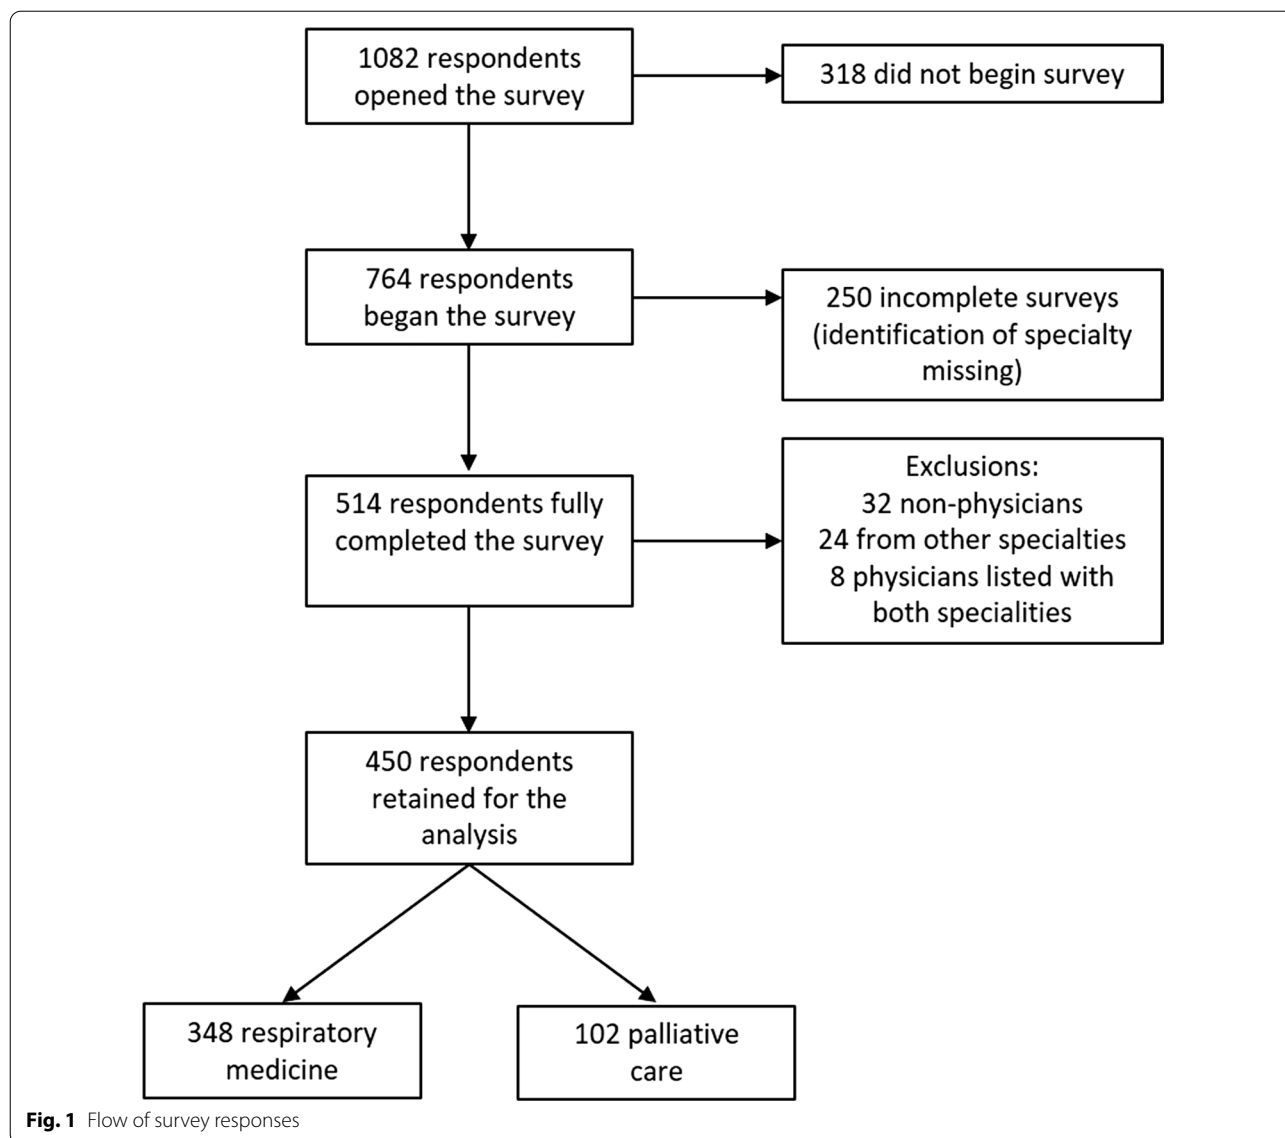 1082 respondents
opened the survey
318 did not begin survey
764 respondents
began the survey
250 incomplete surveys
(identification of specialty
missing)
514 respondents fully
completed the survey
Exclusions:
32 non-physicians
24 from other specialties
8 physicians listed with
both specialities
450 respondents
retained for the
analysis
348 respiratory
medicine
102 palliative
care
Fig. 1 Flow of survey responses